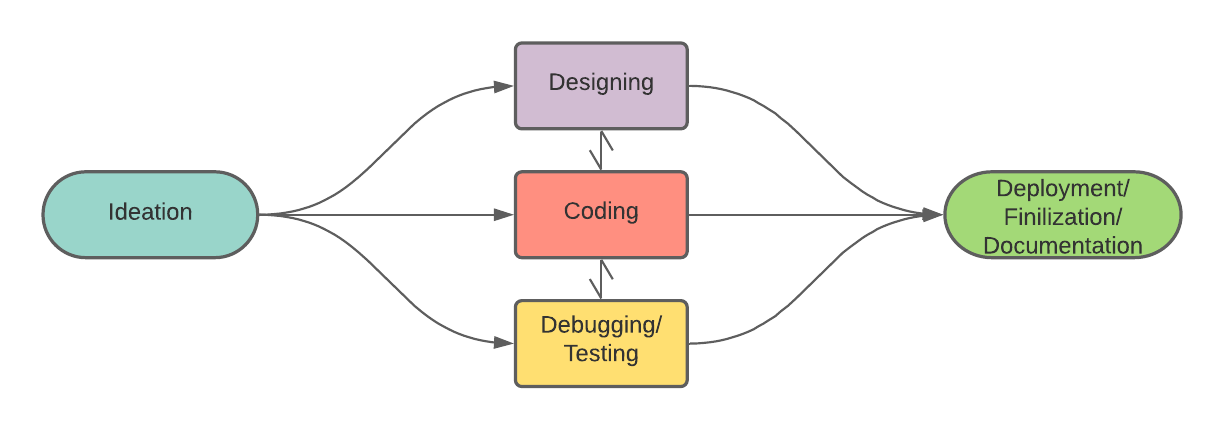 Ideation
Designing
Coding
Debugging/
Testing
Deployment/
Finilization/
Documentation